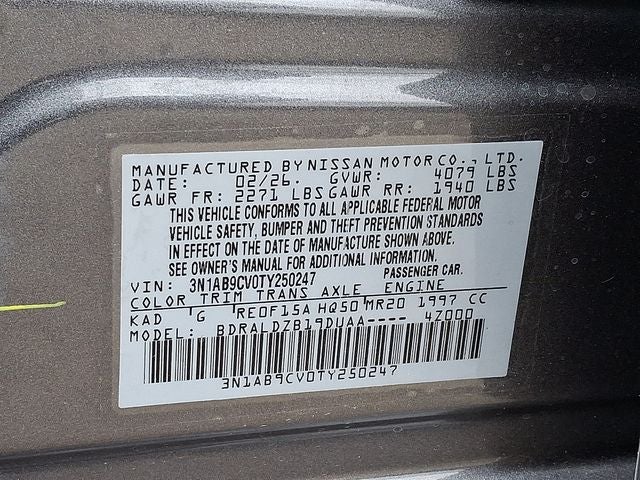 MANUFACTURED BY NISSAN MOTOR CO., LTD.
DATE: 02/26. GVWR: 4079 LBS
GAWR FR: 2271 LBS GAWR RR: 1940 LBS
THIS VEHICLE CONFORMS TO ALL APPLICABLE FEDERAL MOTOR
VEHICLE SAFETY, BUMPER AND THEFT PREVENTION STANDARDS
IN EFFECT ON THE DATE OF MANUFACTURE SHOWN ABOVE.
SEE OWNER'S MANUAL FOR ADDITIONAL INFORMATION.
VIN: 3N1AB9CV0TY250247 PASSENGER CAR.
COLOR TRIM TRANS AXLE ENGINE
KAD G RE0F15A HQ50 MR20 1997 CC
MODEL: BDRALDZB19DUAA---- 4Z000
3N1AB9CV0TY250247